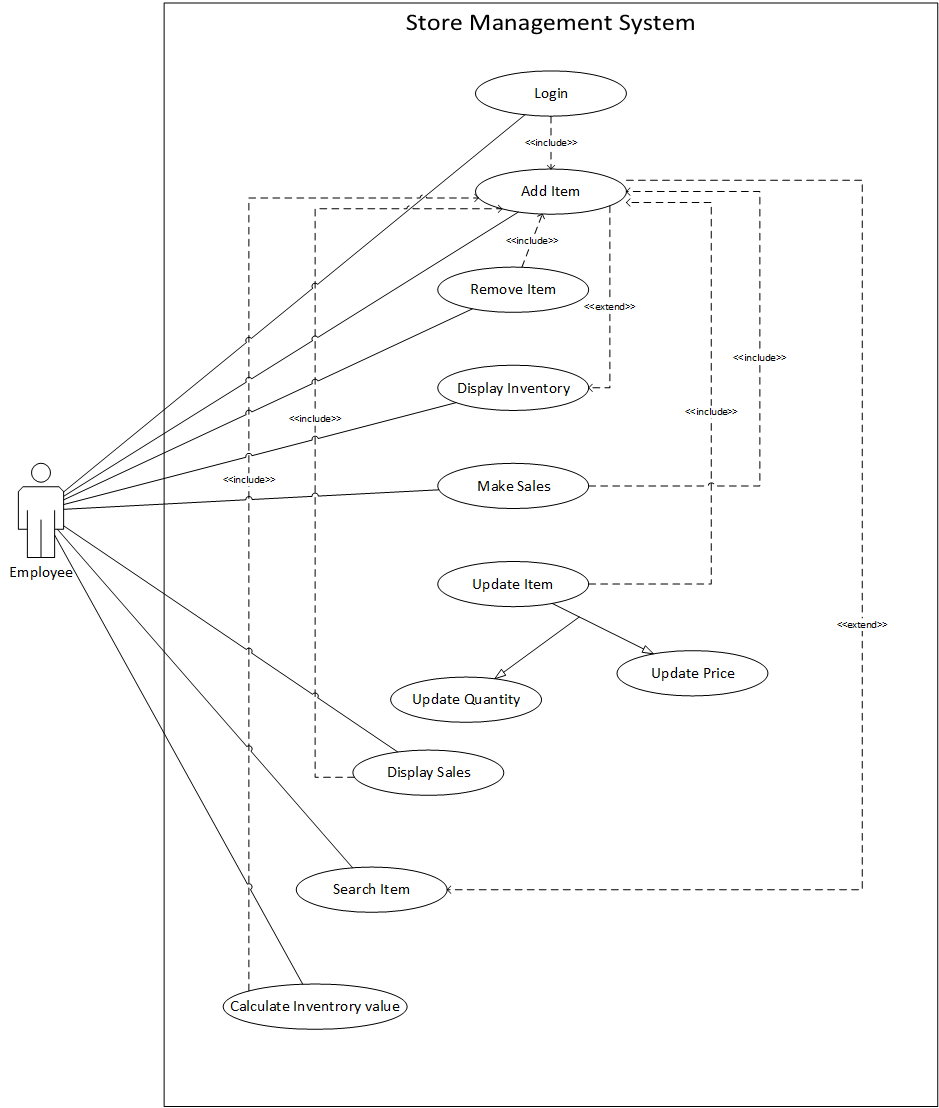 Store Management System
Login
<<include>>
Add Item
<<include>>
Remove Item
<<extend>>
<<include>>
Display Inventory
<<include>>
<<include>>
<<include>>
Make Sales
Employee
Update Item
<<extend>>
Update Price
Update Quantity
Display Sales
Search Item
Calculate Inventrory value